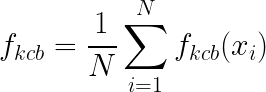 f_{kcb} = \frac{1}{N} \sum_{i=1}^{N} f_{kcb}(x_i)